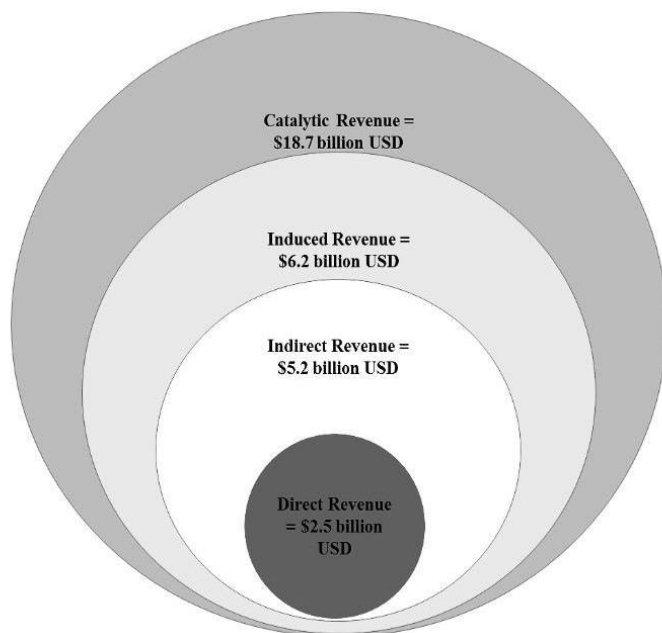 Catalytic Revenue =
$18.7 billion USD
Induced Revenue =
$6.2 billion USD
Indirect Revenue =
$5.2 billion USD
Direct Revenue
= $2.5 billion
USD